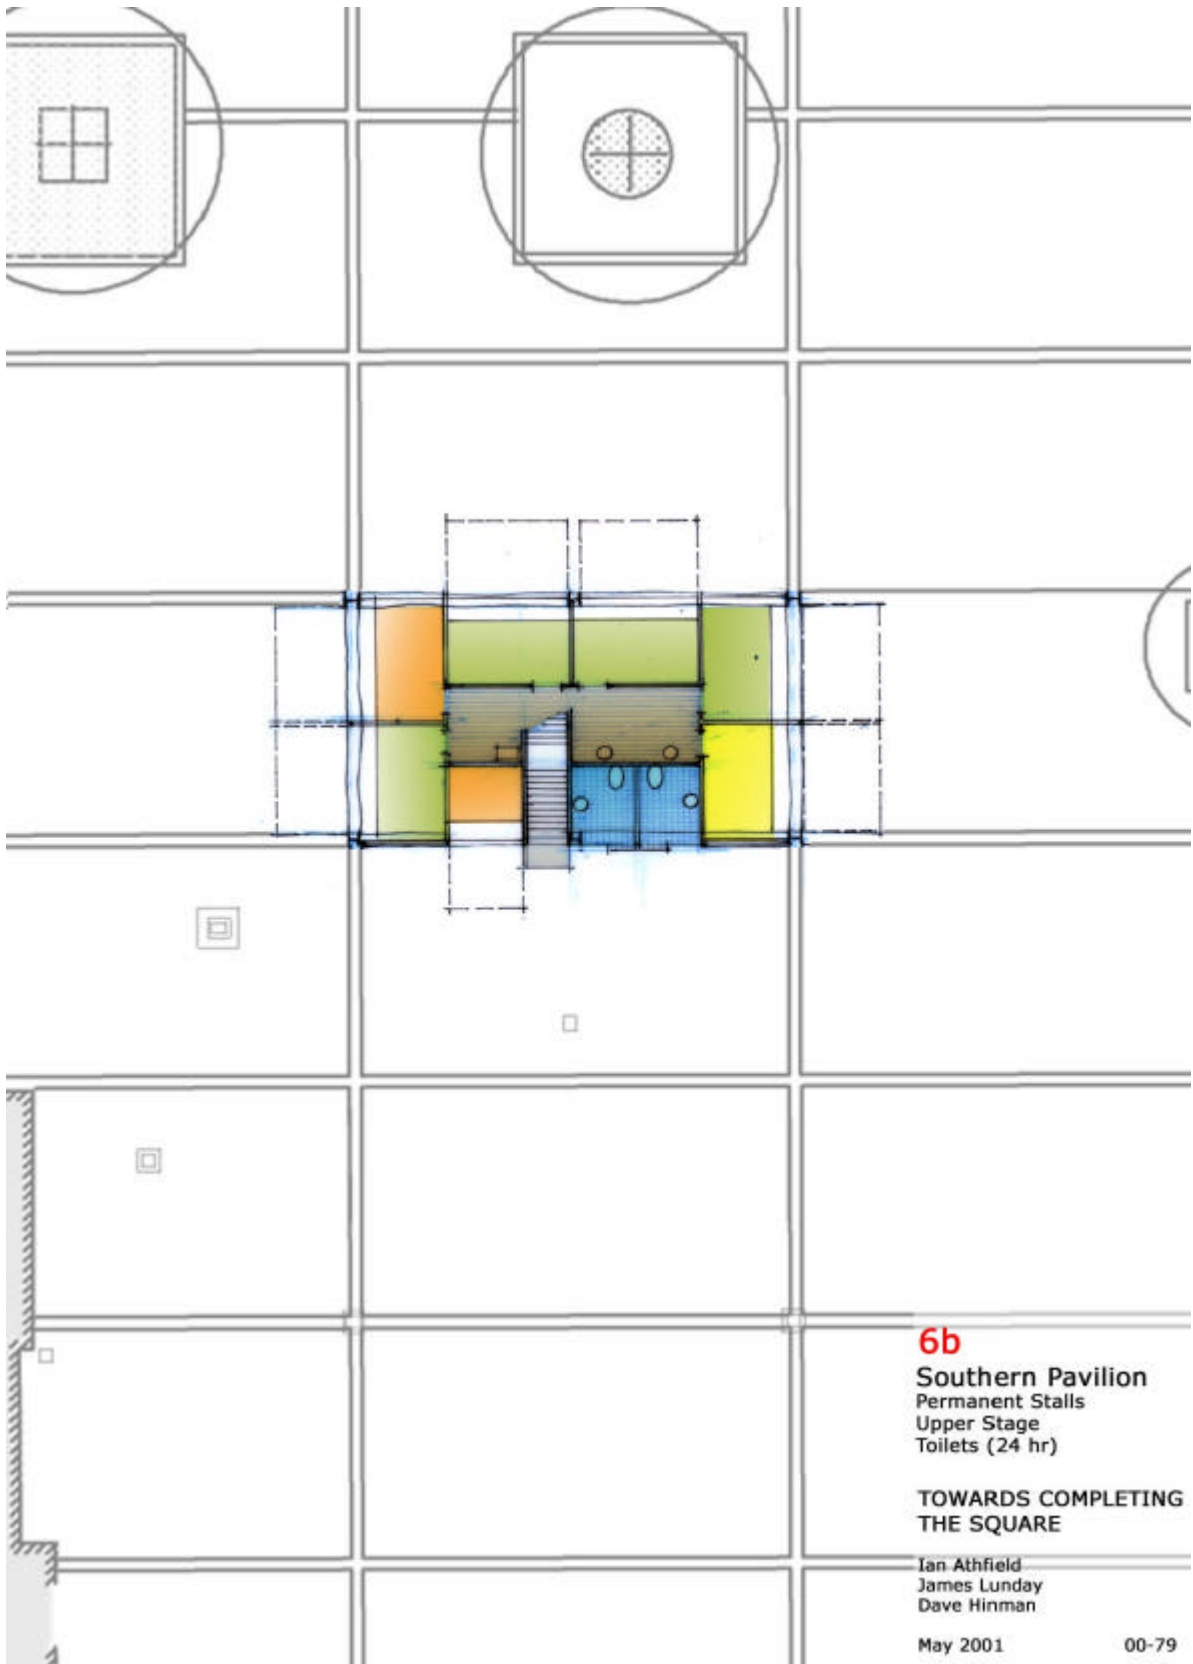 6b
Southern Pavilion
Permanent Stalls
Upper Stage
Toilets (24 hr)
TOWARDS COMPLETING
THE SQUARE
Ian Athfield
James Lunday
Dave Hinman
May 2001 00-79